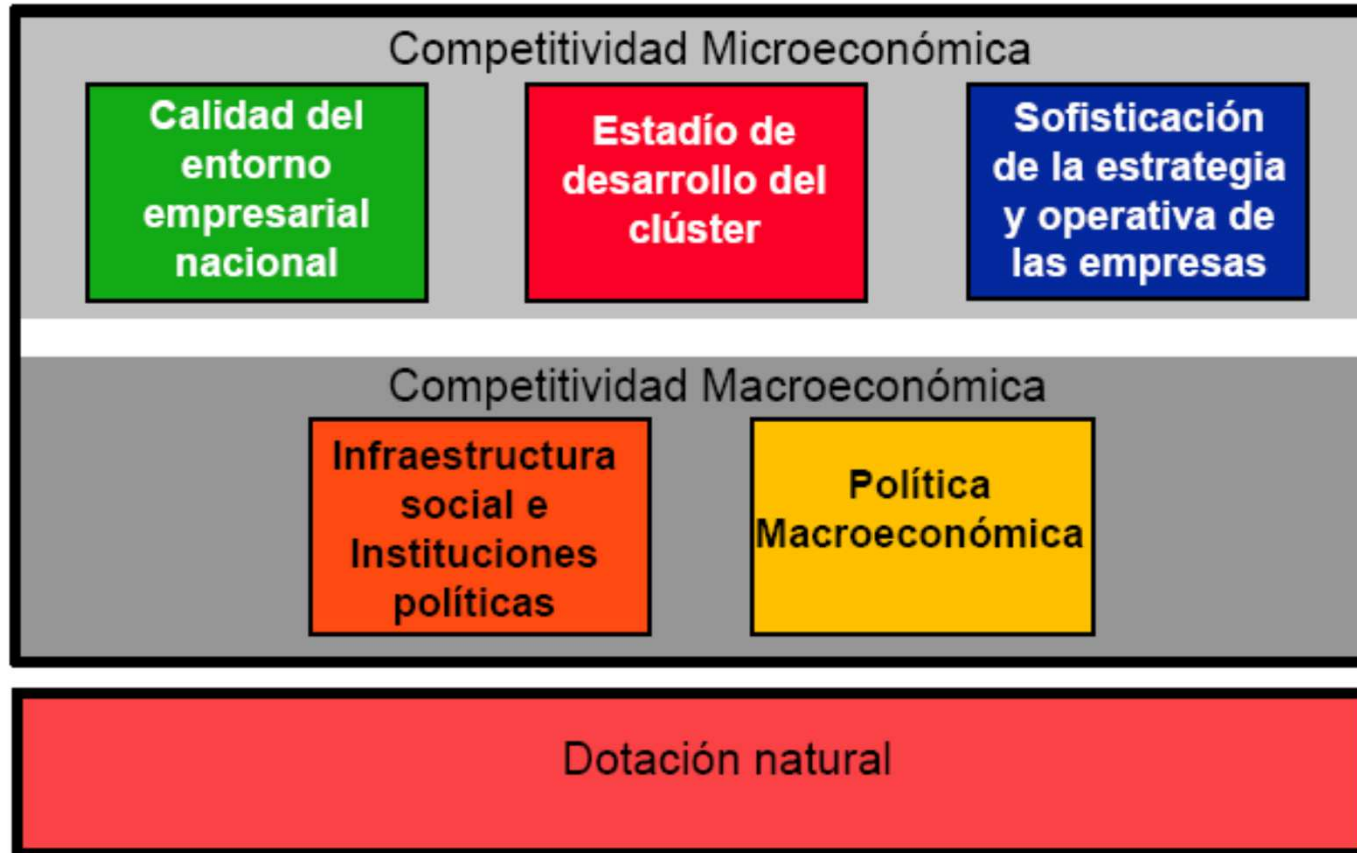 Competitividad Microeconómica
Calidad del
entorno
empresarial
nacional
Estadío de
desarrollo del
clúster
Sofisticación
de la estrategia
y operativa de
las empresas
Competitividad Macroeconómica
Infraestructura
social e
Instituciones
políticas
Política
Macroeconómica
Dotación natural